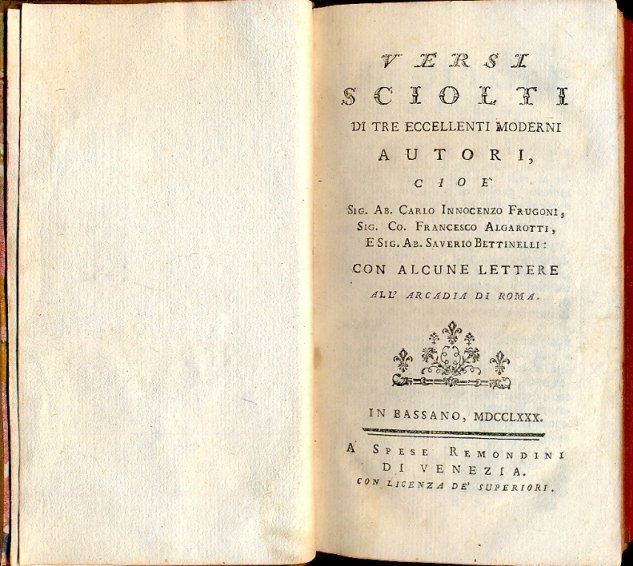 VERSI
SCIOLTI
DI TRE ECCELLENTI MODERNI
AUTORI,
CIOÈ
SIG. AB. CARLO INNOCENZO FRUGONI,
SIG. CO. FRANCESCO ALGAROTTI,
E SIG. AB. SAVERIO BETTINELLI:
CON ALCUNE LETTERE
ALL' ARCADIA DI ROMA.
IN BASSANO, MDCCLXXX.
A SPESE REMONDINI
DI VENEZIA.
CON LICENZA DE' SUPERIORI.